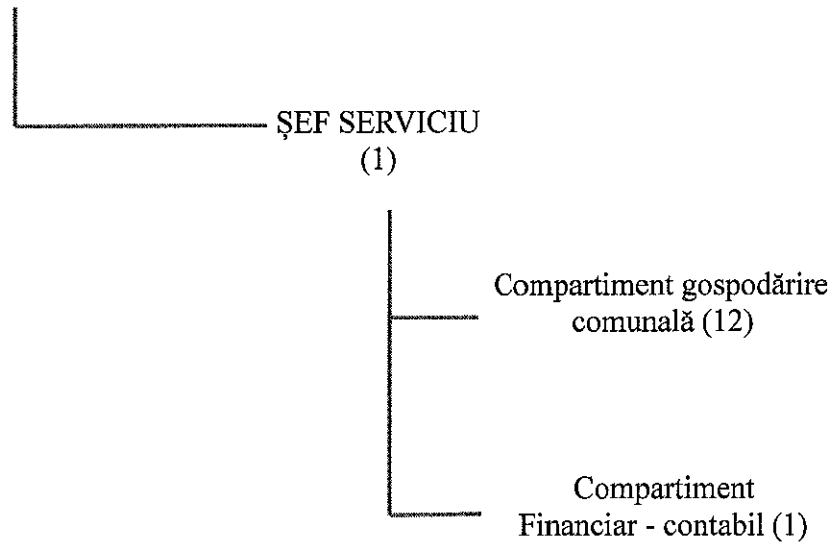 ȘEF SERVICIU
(1)
Compartiment gospodărire
comunală (12)
Compartiment
Financiar - contabil (1)